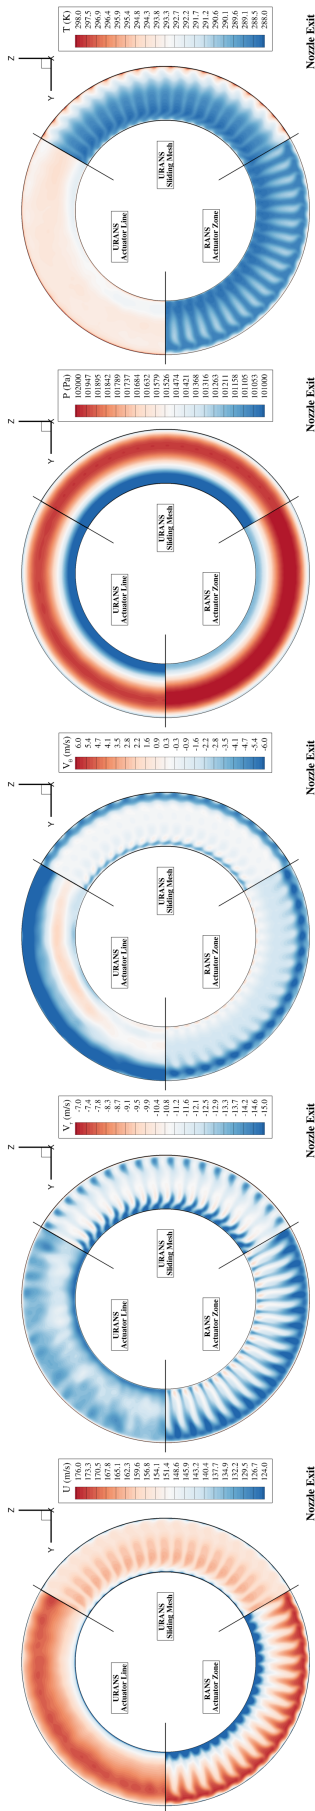 Z
X
Y
U (m/s)
176.0
173.3
170.5
167.8
165.1
162.3
159.6
156.8
154.1
151.4
148.6
145.9
143.2
140.4
137.7
134.9
132.2
129.5
126.7
124.0
URANS
Actuator Line
URANS
Sliding Mesh
RANS
Actuator Zone
Nozzle Exit
Z
X
Y
Vr (m/s)
-7.0
-7.4
-7.8
-8.3
-8.7
-9.1
-9.5
-9.9
-10.4
-10.8
-11.2
-11.6
-12.1
-12.5
-12.9
-13.3
-13.7
-14.2
-14.6
-15.0
URANS
Actuator Line
URANS
Sliding Mesh
RANS
Actuator Zone
Nozzle Exit
Z
X
Y
Vθ (m/s)
6.0
5.4
4.7
4.1
3.5
2.8
2.2
1.6
0.9
0.3
-0.3
-0.9
-1.6
-2.2
-2.8
-3.5
-4.1
-4.7
-5.4
-6.0
URANS
Actuator Line
URANS
Sliding Mesh
RANS
Actuator Zone
Nozzle Exit
Z
X
Y
P (Pa)
102000
101947
101895
101842
101789
101737
101684
101632
101579
101526
101474
101421
101368
101316
101263
101211
101158
101105
101053
101000
URANS
Actuator Line
URANS
Sliding Mesh
RANS
Actuator Zone
Nozzle Exit
Z
X
Y
T (K)
298.0
297.5
296.9
296.4
295.9
295.4
294.8
294.3
293.8
293.3
292.7
292.2
291.7
291.2
290.6
290.1
289.6
289.1
288.5
288.0
URANS
Actuator Line
URANS
Sliding Mesh
RANS
Actuator Zone
Nozzle Exit